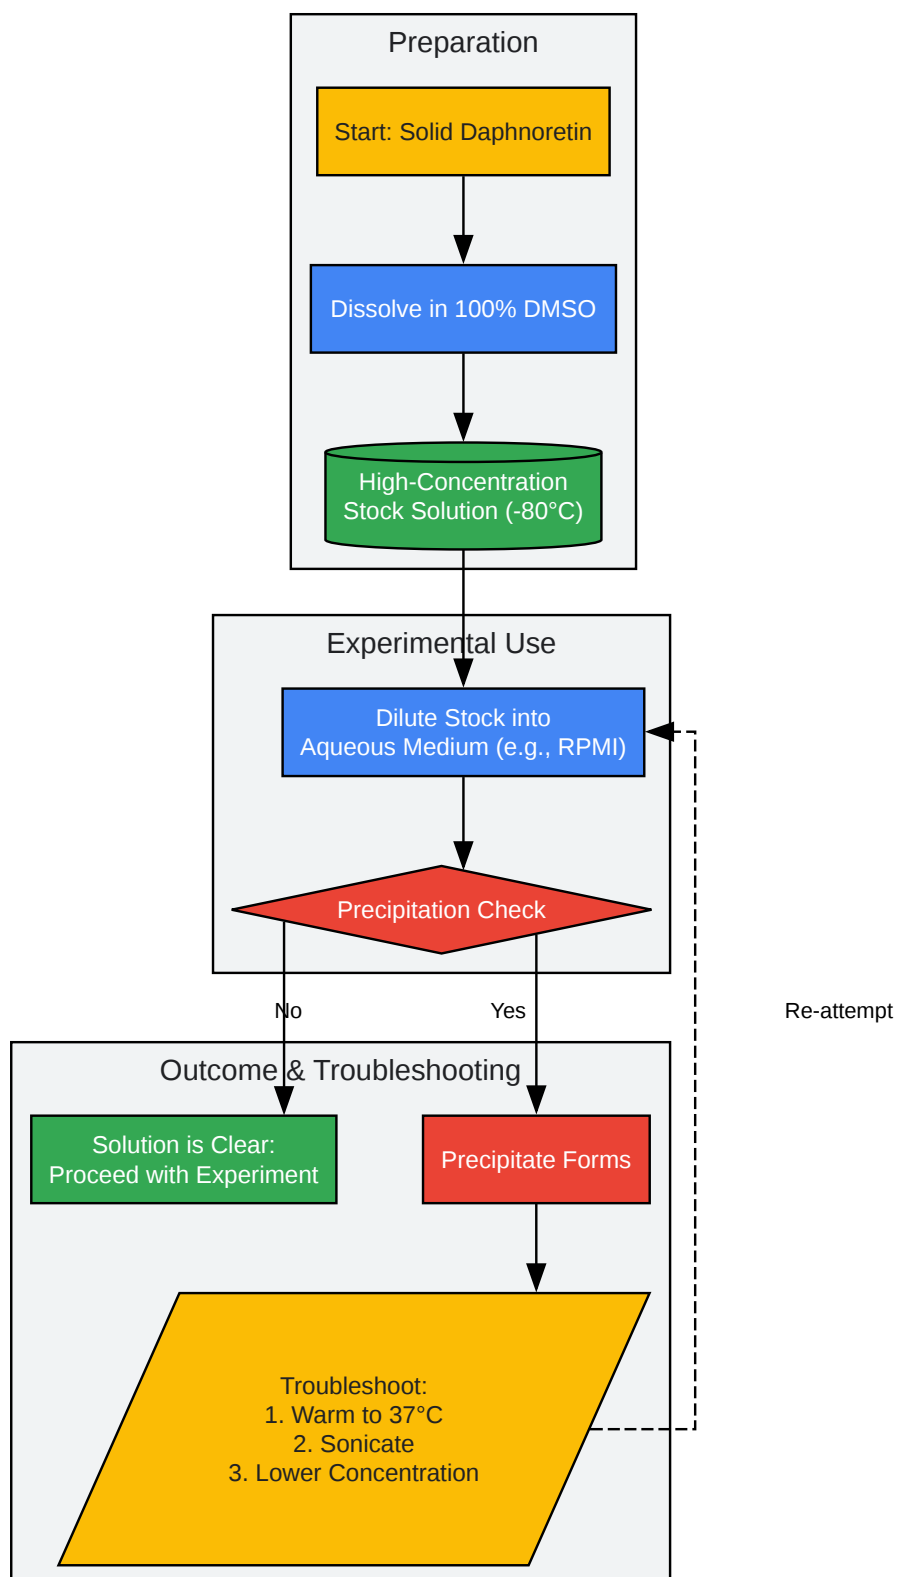 Preparation
Start: Solid Daphnoretin
Dissolve in 100% DMSO
High-Concentration
Stock Solution (-80°C)
Experimental Use
Dilute Stock into
Aqueous Medium (e.g., RPMI)
Precipitation Check
No
Yes
Re-attempt
Outcome & Troubleshooting
Solution is Clear:
Proceed with Experiment
Precipitate Forms
Troubleshoot:
1. Warm to 37°C
2. Sonicate
3. Lower Concentration